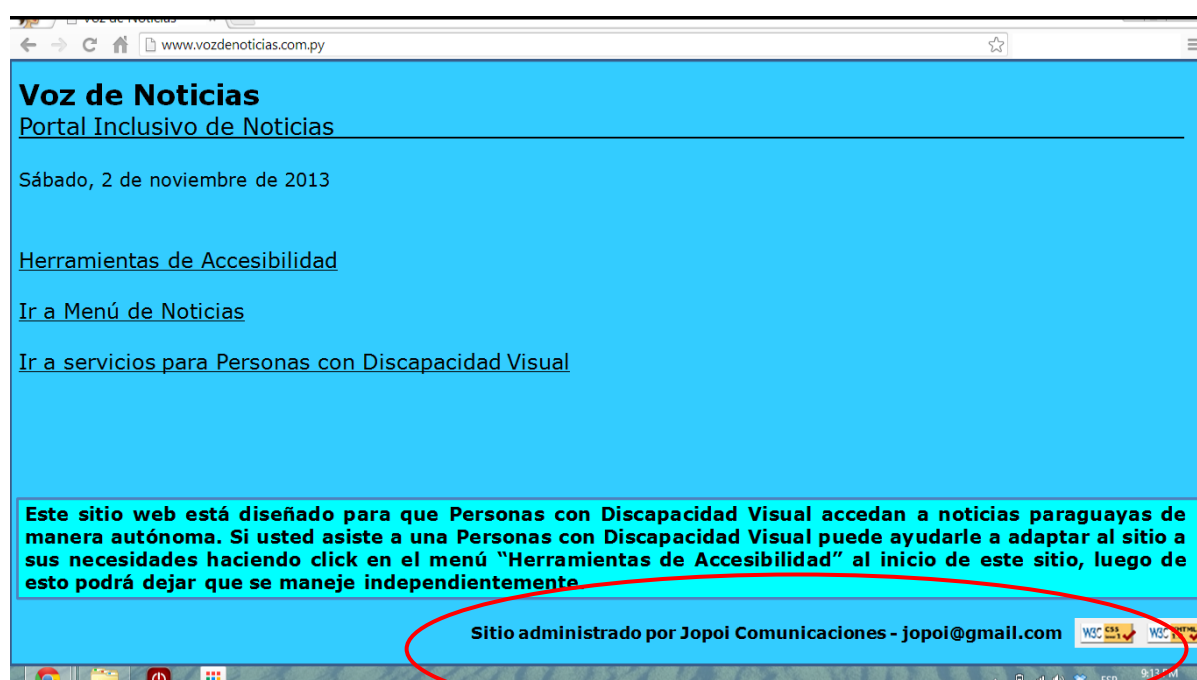 Voz de Noticias
www.vozdenoticias.com.py
Voz de Noticias
Portal Inclusivo de Noticias
Sábado, 2 de noviembre de 2013
Herramientas de Accesibilidad
Ir a Menú de Noticias
Ir a servicios para Personas con Discapacidad Visual
Este sitio web está diseñado para que Personas con Discapacidad Visual accedan a noticias paraguayas de
manera autónoma. Si usted asiste a una Personas con Discapacidad Visual puede ayudarle a adaptar al sitio a
sus necesidades haciendo click en el menú “Herramientas de Accesibilidad” al inicio de este sitio, luego de
esto podrá dejar que se maneje independientemente.
Sitio administrado por Jopoi Comunicaciones - jopoi@gmail.com W3C CSS W3C
ESP 9:13 PM